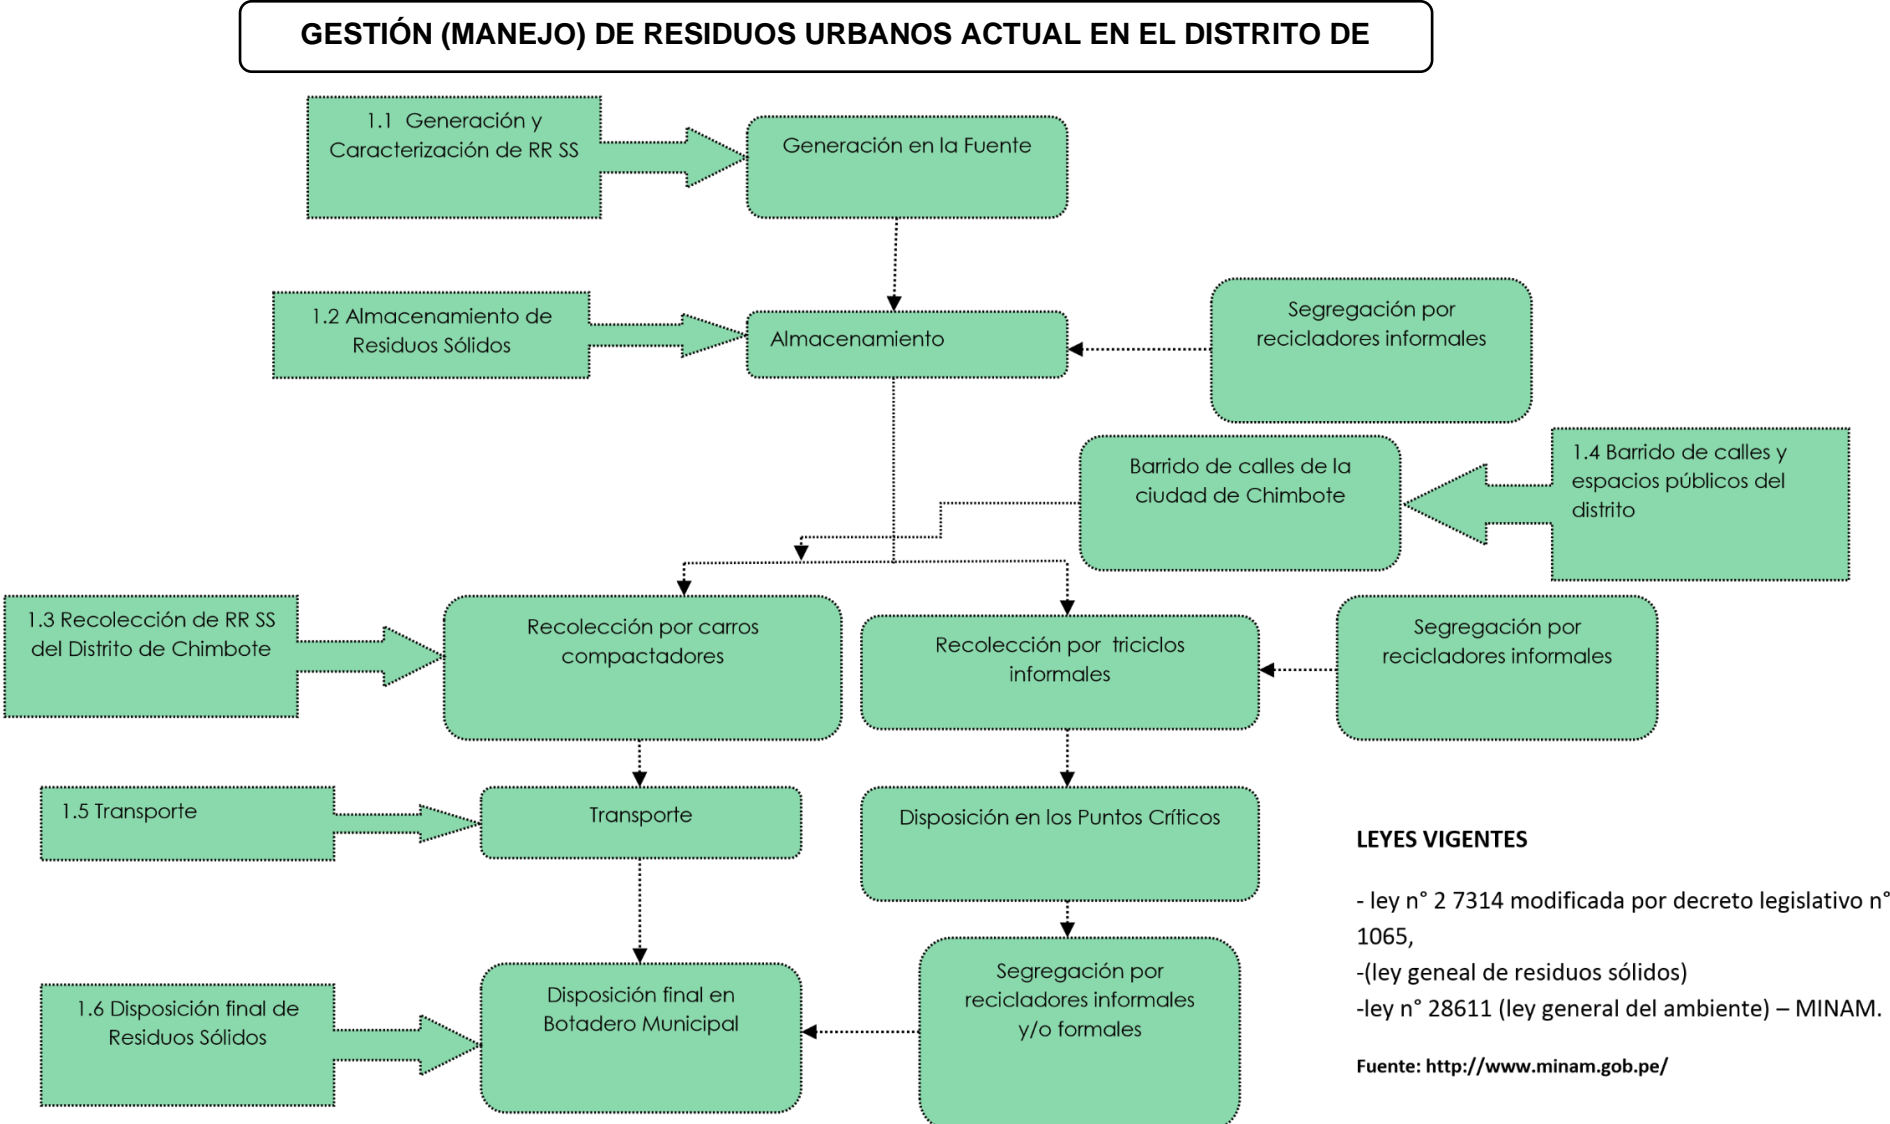 GESTIÓN (MANEJO) DE RESIDUOS URBANOS ACTUAL EN EL DISTRITO DE
1.1  Generación y
Caracterización de RR SS
Generación en la Fuente
1.2 Almacenamiento de
Residuos Sólidos
Almacenamiento
Segregación por
recicladores informales
Barrido de calles de la
ciudad de Chimbote
1.4 Barrido de calles y
espacios públicos del
distrito
1.3 Recolección de RR SS
del Distrito de Chimbote
Recolección por carros
compactadores
Recolección por  triciclos
informales
Segregación por
recicladores informales
1.5 Transporte
Transporte
Disposición en los Puntos Críticos
1.6 Disposición final de
Residuos Sólidos
Disposición final en
Botadero Municipal
Segregación por
recicladores informales
y/o formales
LEYES VIGENTES
- ley n° 2 7314 modificada por decreto legislativo n°
1065,
-(ley geneal de residuos sólidos)
-ley n° 28611 (ley general del ambiente) – MINAM.
Fuente: http://www.minam.gob.pe/